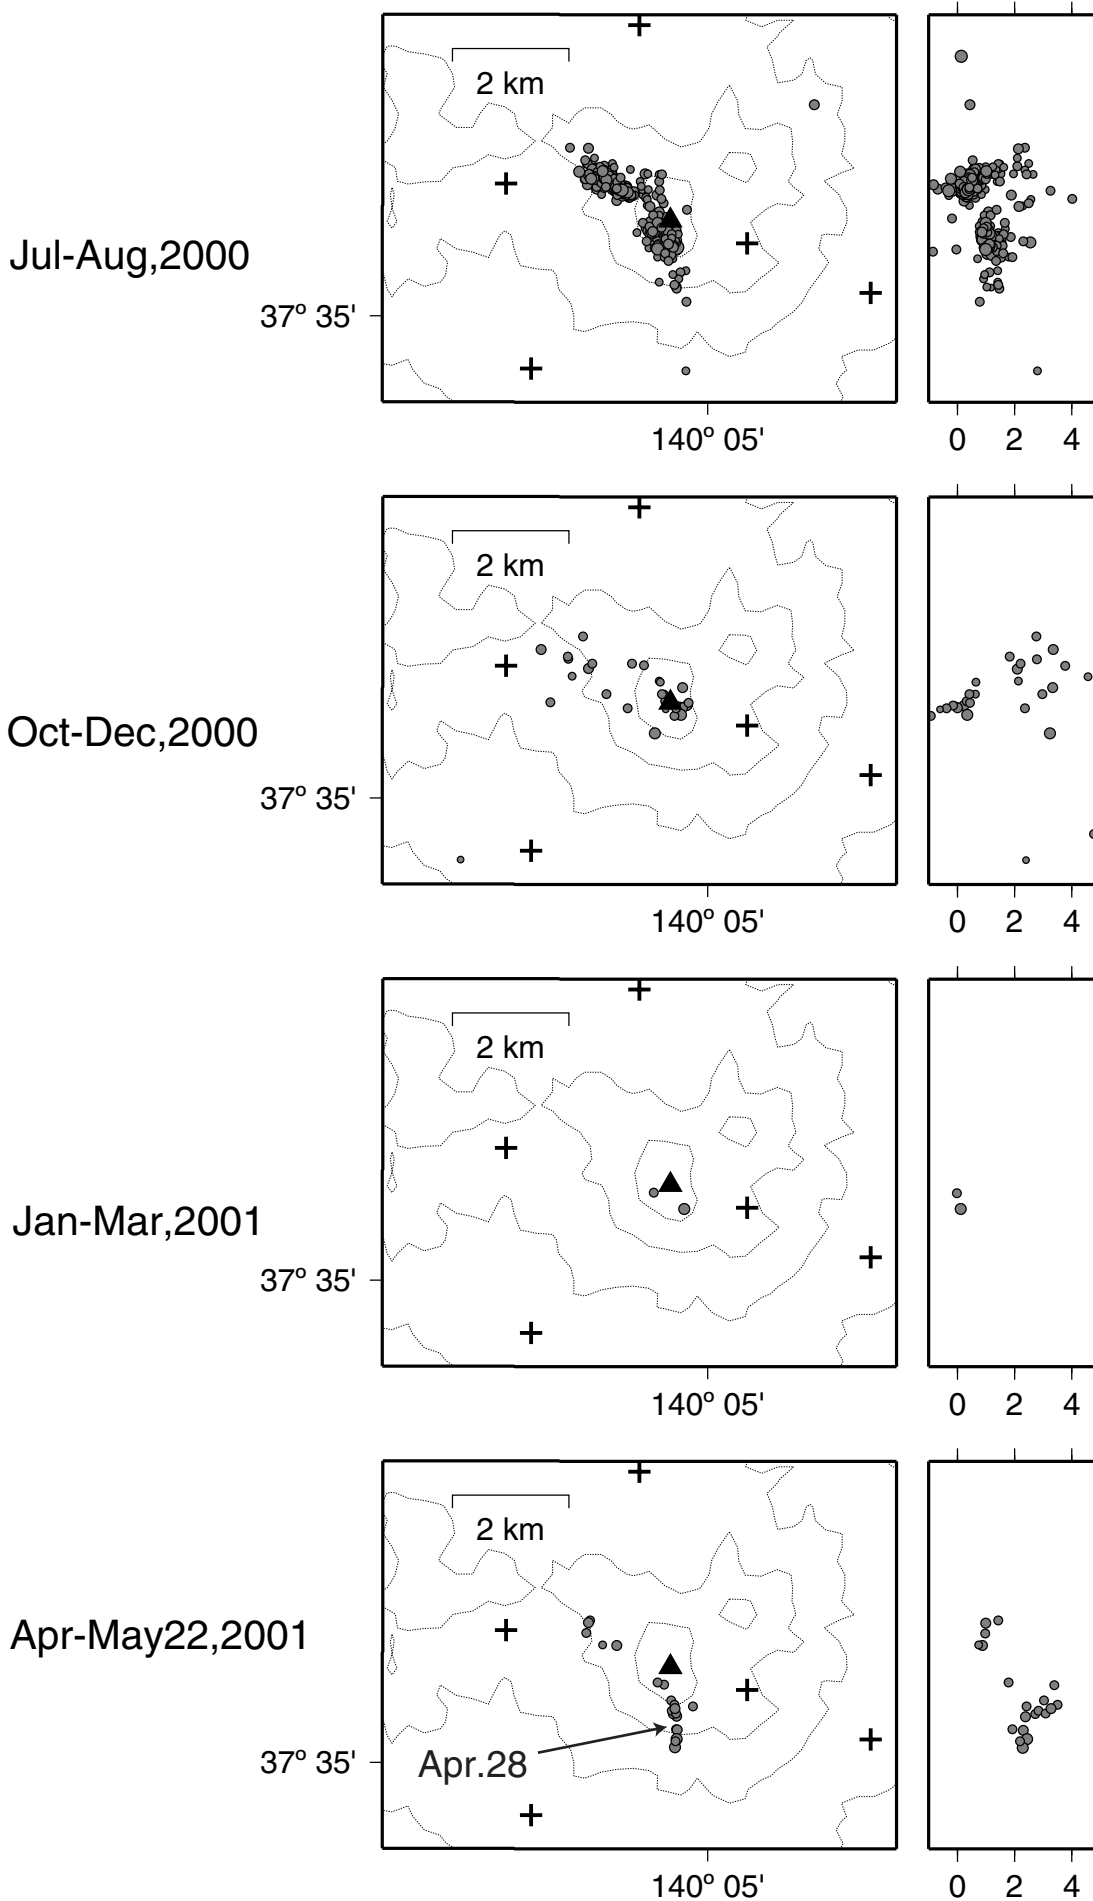 2 km
Jul-Aug,2000
37º 35'
140º 05'
0 2 4
2 km
Oct-Dec,2000
37º 35'
140º 05'
0 2 4
2 km
Jan-Mar,2001
37º 35'
140º 05'
0 2 4
2 km
Apr-May22,2001
Apr.28
37º 35'
140º 05'
0 2 4